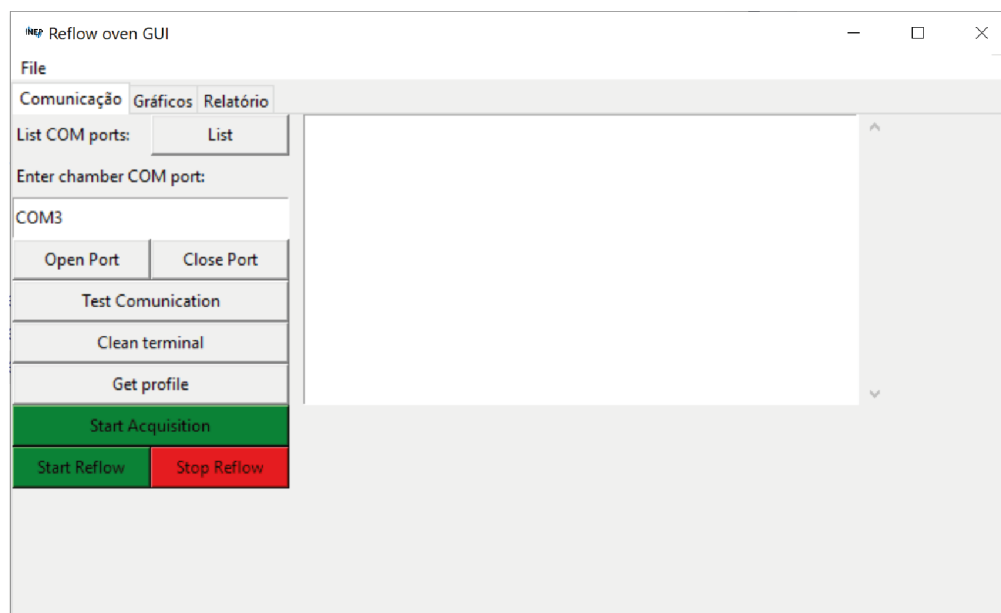 INEP Reflow oven GUI
File
Comunicação Gráficos Relatório
List COM ports: List
Enter chamber COM port:
COM3
Open Port Close Port
Test Comunication
Clean terminal
Get profile
Start Acquisition
Start Reflow Stop Reflow